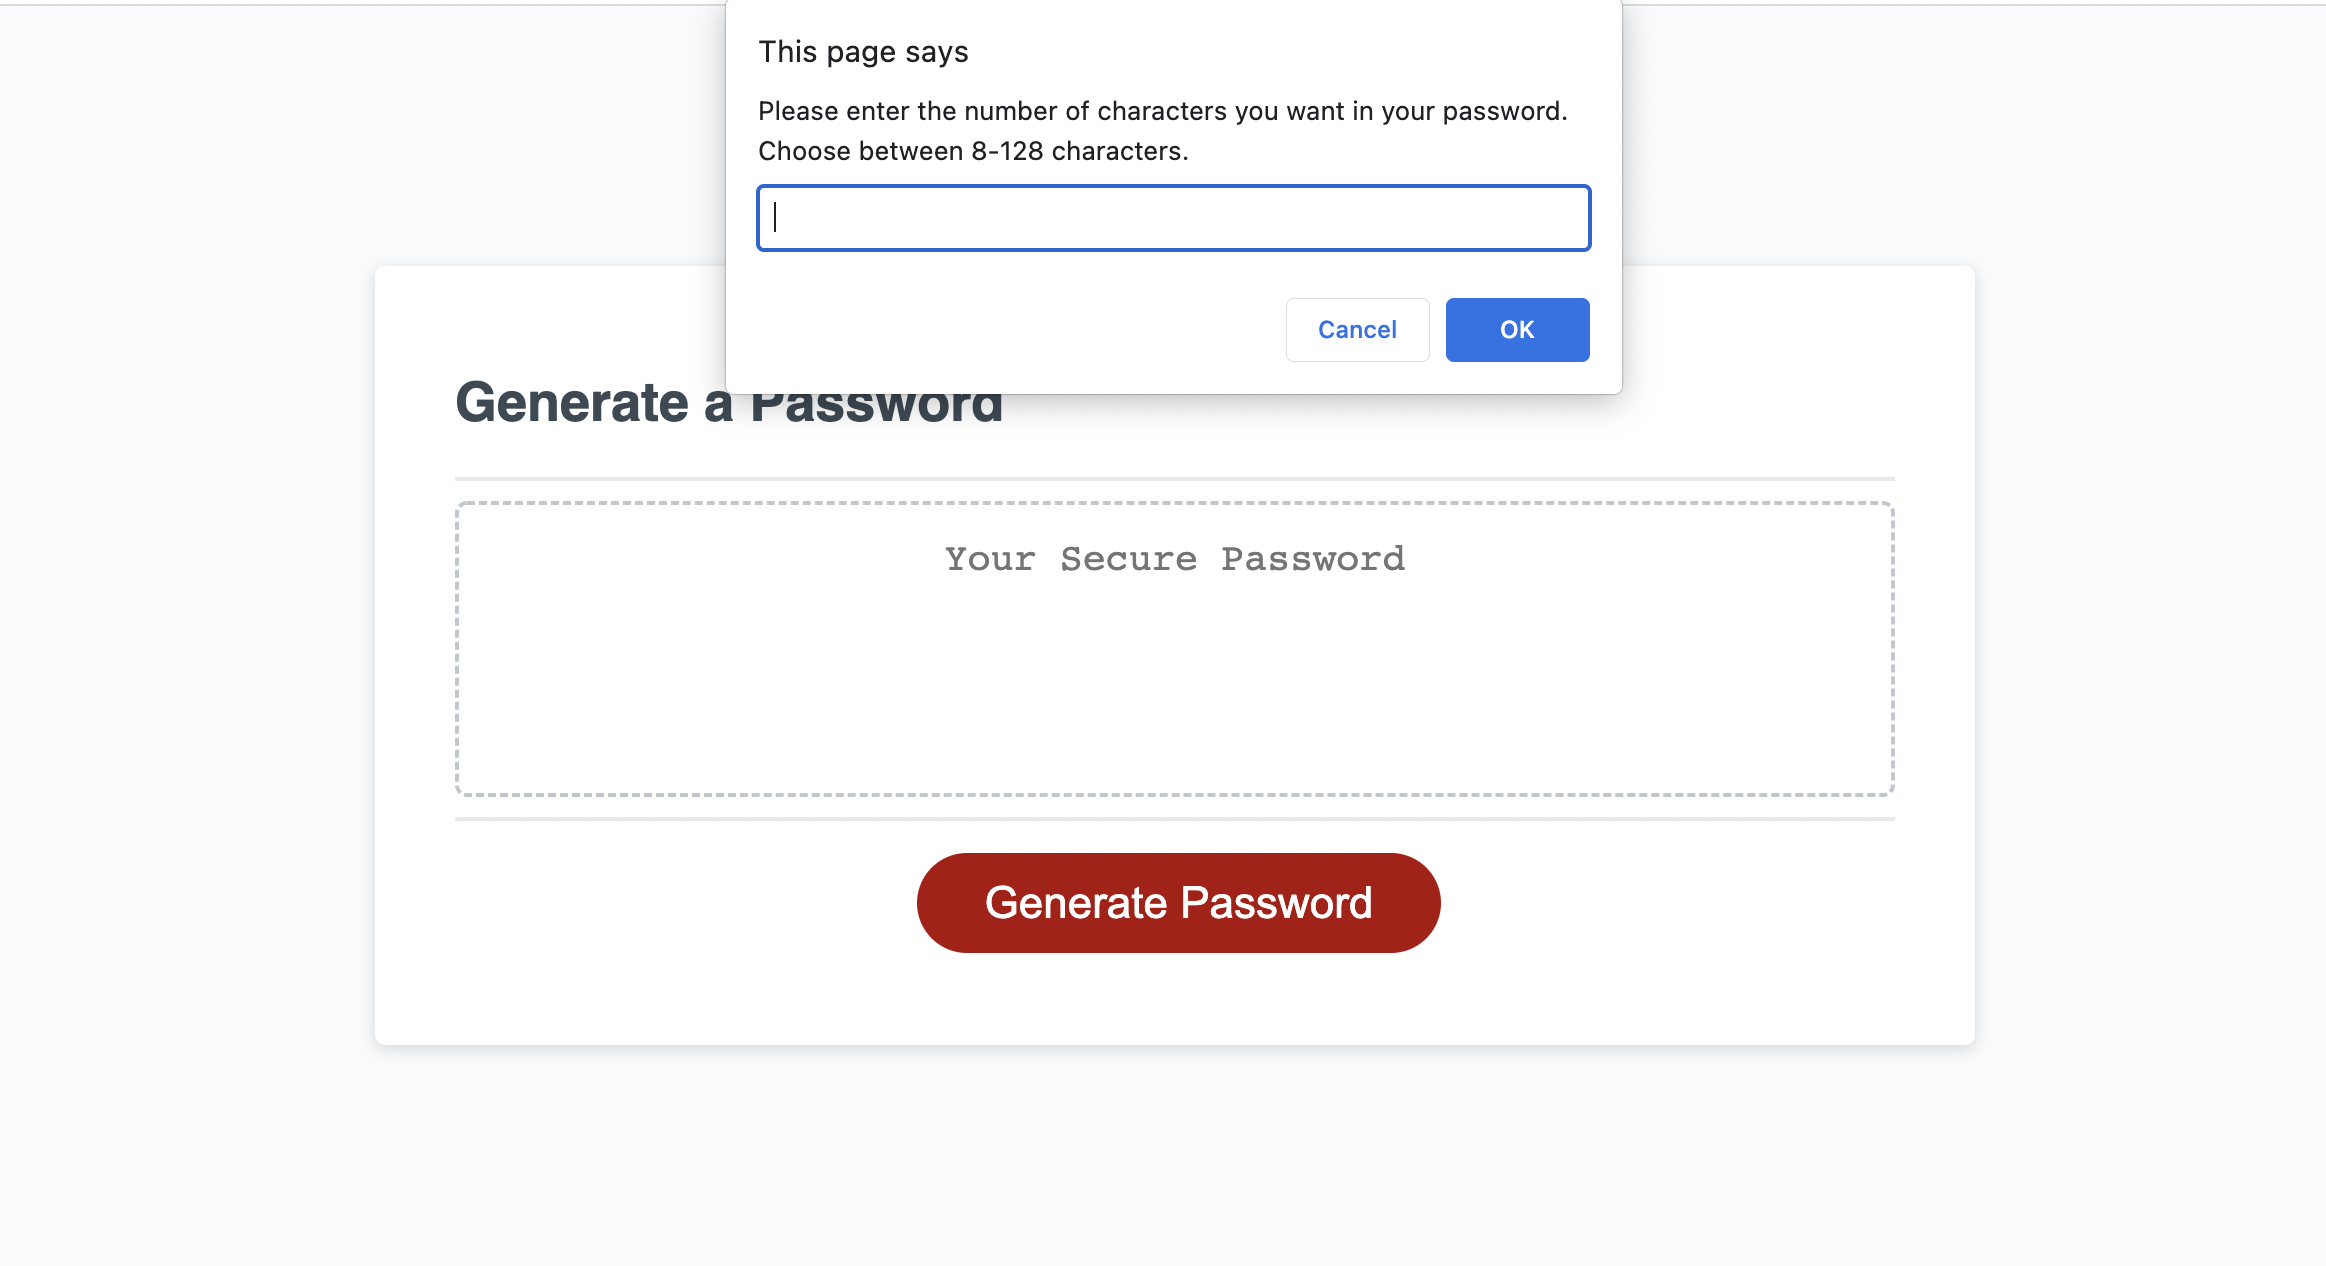 This page says
Please enter the number of characters you want in your password.
Choose between 8-128 characters.
Cancel
OK
Generate a Password
Your Secure Password
Generate Password